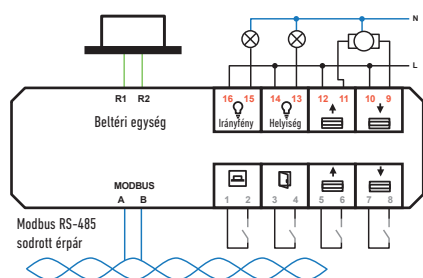 N
L
R1 R2
16 15 14 13 12 11 10 9
Beltéri egység
Irányfény Helyiség
MODBUS
A B
1 2 3 4 5 6 7 8
Modbus RS-485
sodrott érpár